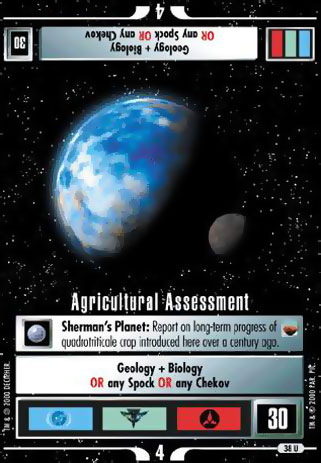 4
30
Geology + Biology
OR any Spock OR any Chekov
Agricultural Assessment
Sherman's Planet: Report on long-term progress of
quadrotriticale crop introduced here over a century ago.
Geology + Biology
OR any Spock OR any Chekov
30
TM & © 2000 DECIPHER.
TM & © 2000 PAR. PIC.
4
38 U